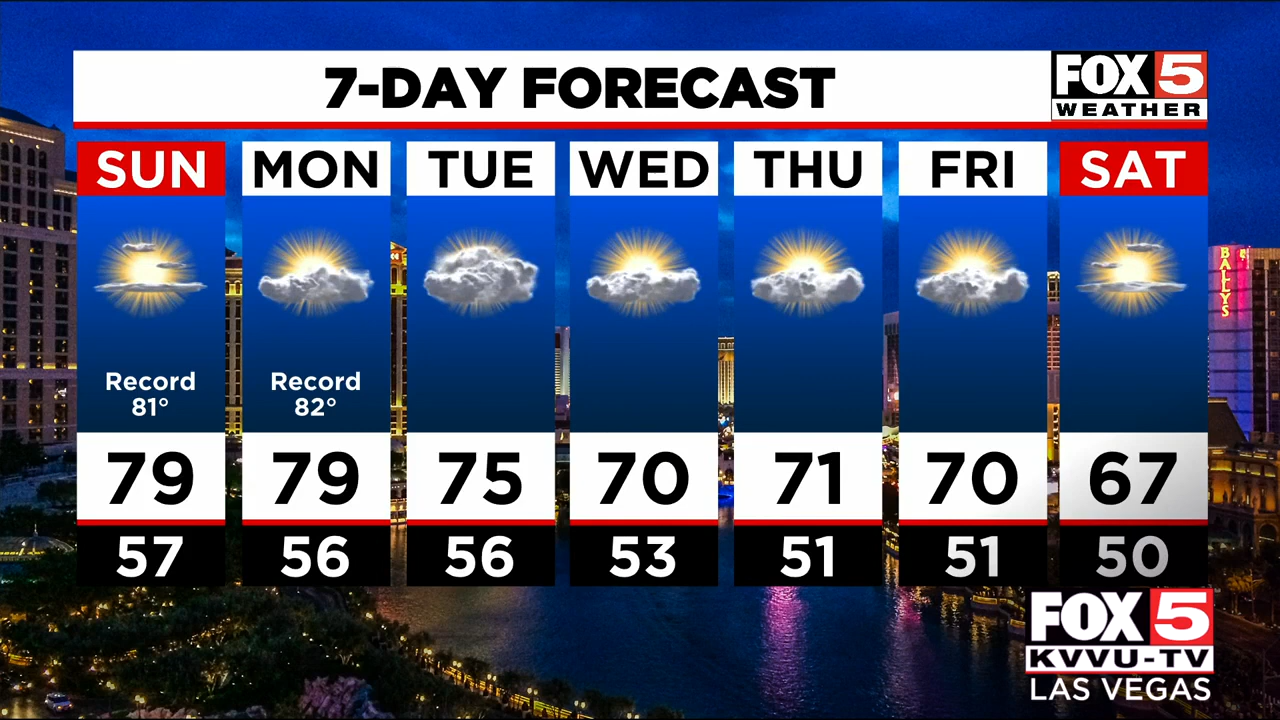 7-DAY FORECAST
FOX 5
WEATHER
SUN MON TUE WED THU FRI SAT
Record Record
81° 82°
79 79 75 70 71 70 67
57 56 56 53 51 51 50
BALLYS
FOX 5
KVVU-TV
LAS VEGAS